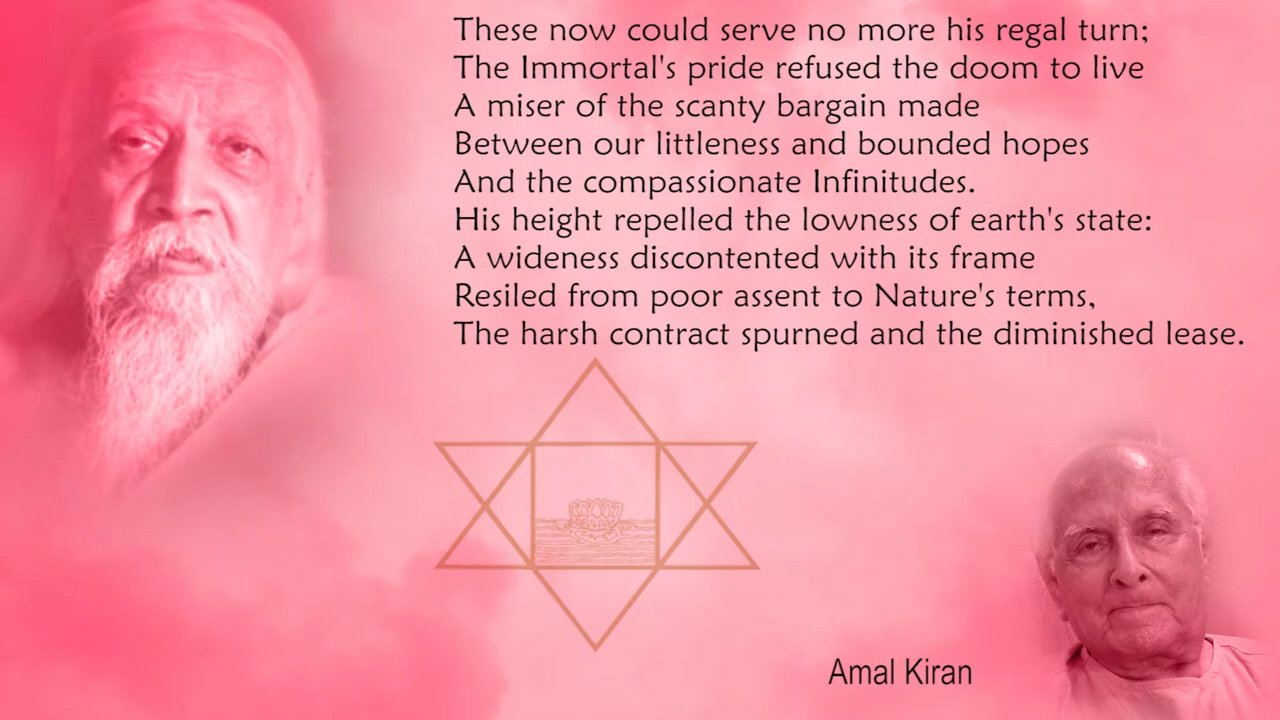 These now could serve no more his regal turn;
The Immortal's pride refused the doom to live
A miser of the scanty bargain made
Between our littleness and bounded hopes
And the compassionate Infinitudes.
His height repelled the lowness of earth's state:
A wideness discontented with its frame
Resiled from poor assent to Nature's terms,
The harsh contract spurned and the diminished lease.
Amal Kiran